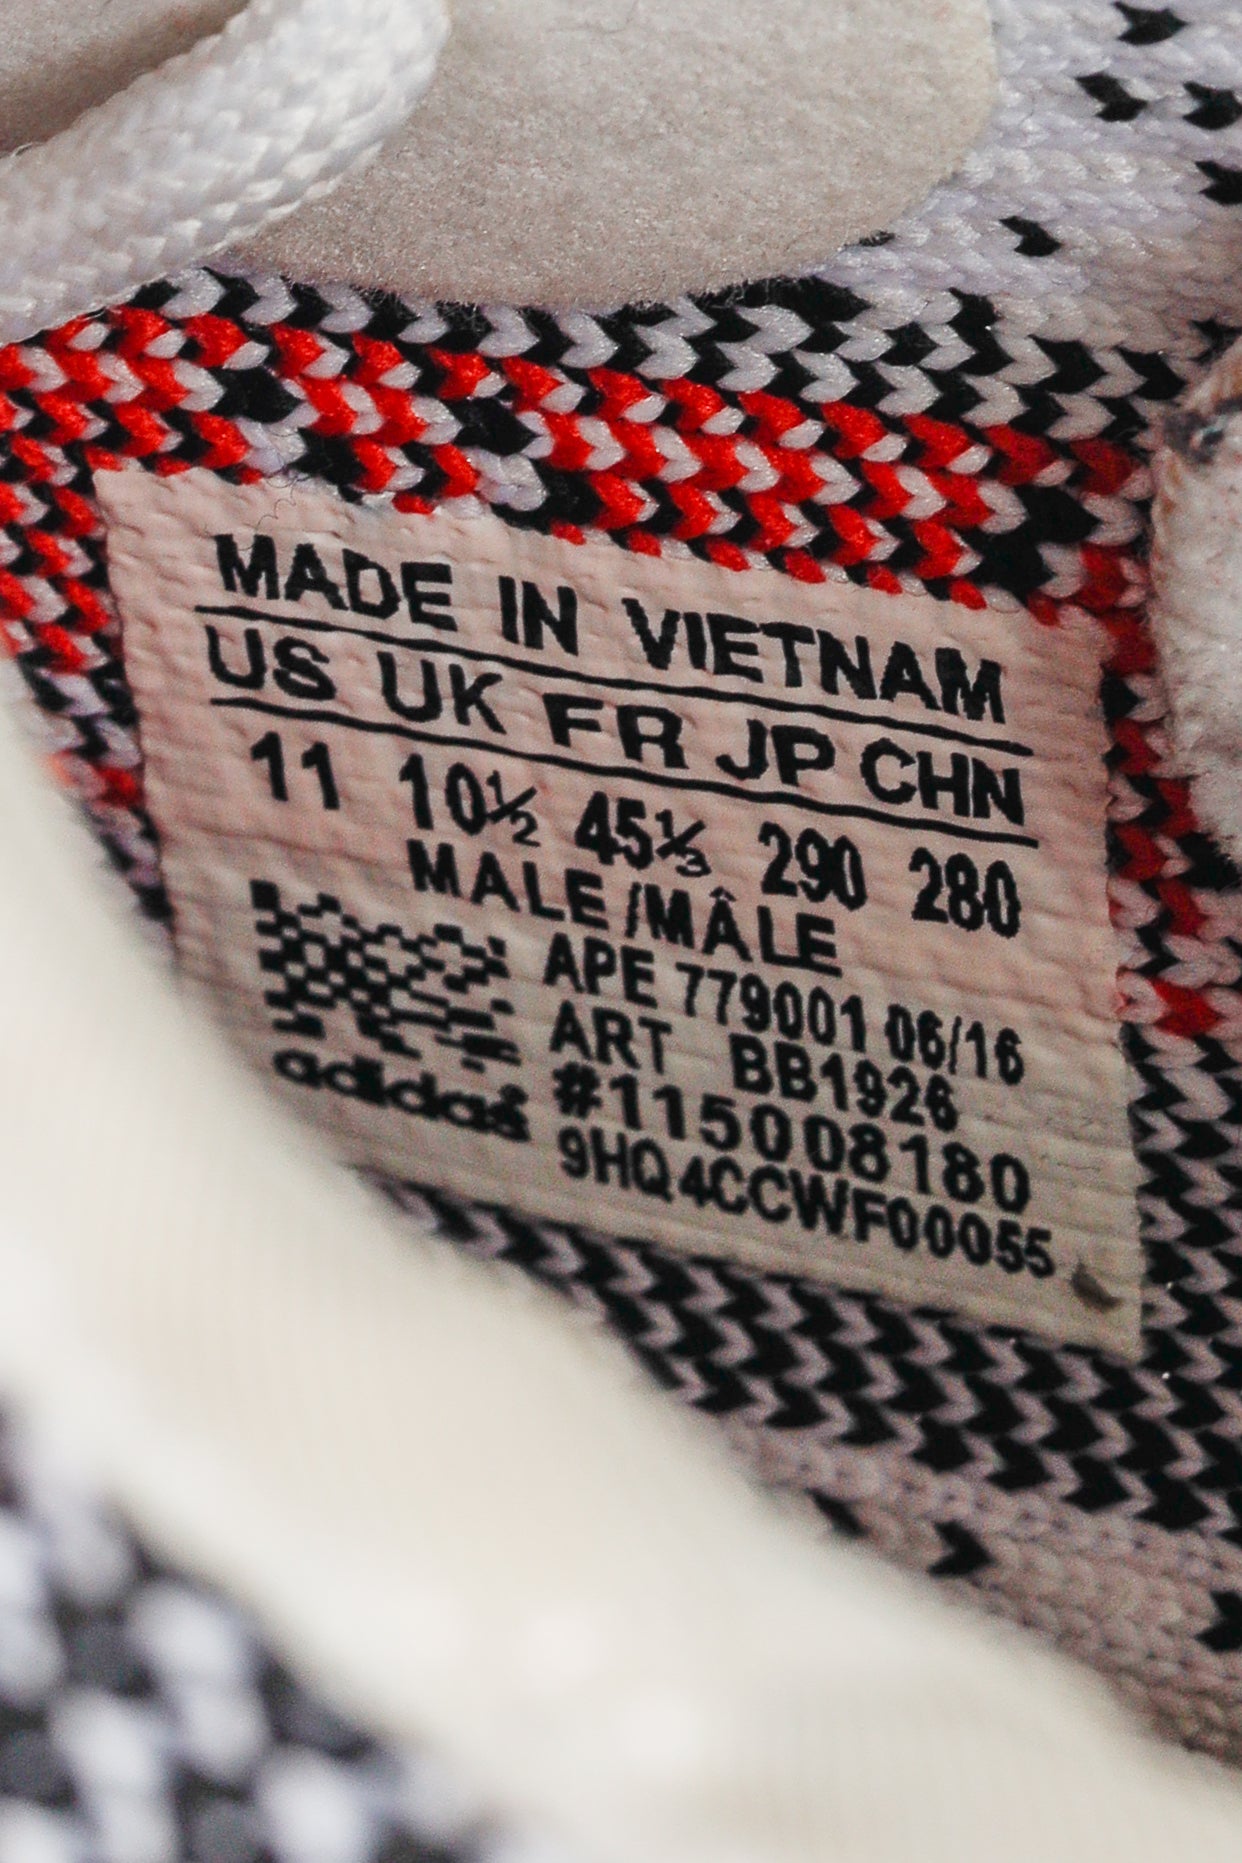 MADE IN VIETNAM
US UK FR JP CHN
11 10½ 45⅓ 290 280
MALE/MÂLE
APE 779001 06/16
ART BB1926
#115008180
9HQ4CCWF00055
adidas